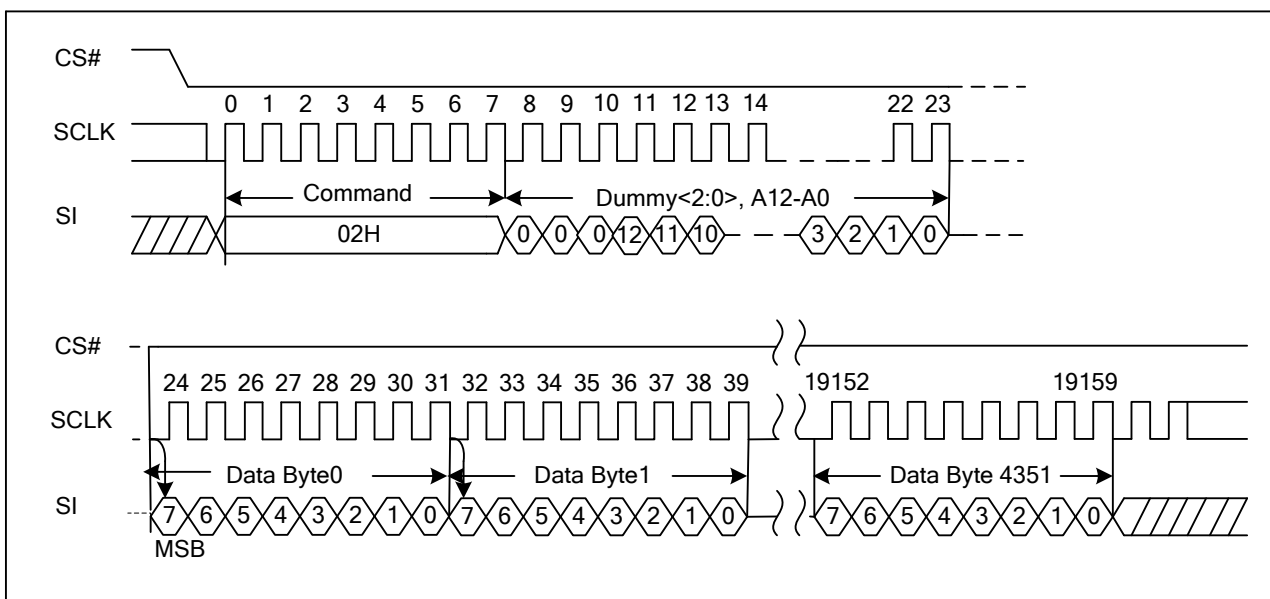 CS#
0 1 2 3 4 5 6 7 8 9 10 11 12 13 14 22 23
SCLK
Command Dummy<2:0>, A12-A0
SI
02H 0 0 0 12 11 10 3 2 1 0
CS#
24 25 26 27 28 29 30 31 32 33 34 35 36 37 38 39 19152 19159
SCLK
Data Byte0 Data Byte1 Data Byte 4351
SI
7 6 5 4 3 2 1 0 7 6 5 4 3 2 1 0 7 6 5 4 3 2 1 0
MSB